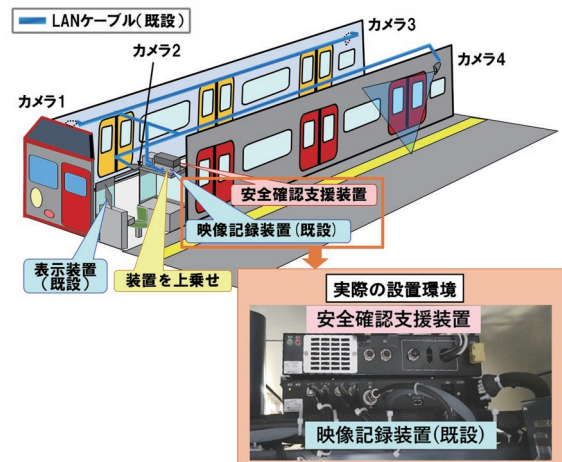 LANケーブル(既設)
カメラ3
カメラ2
カメラ4
カメラ1
安全確認支援装置
映像記録装置(既設)
表示装置
(既設)
装置を上乗せ
実際の設置環境
安全確認支援装置
映像記録装置(既設)